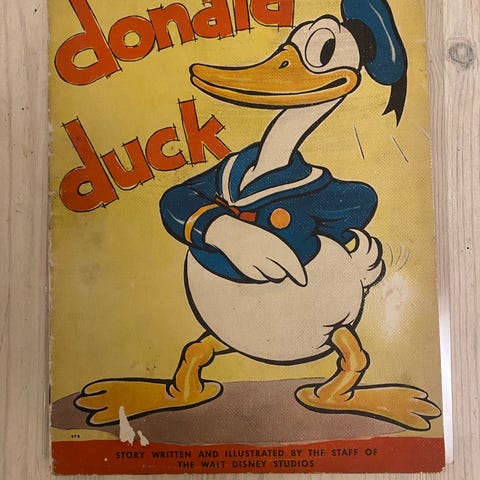 donald
duck
STORY WRITTEN AND ILLUSTRATED BY THE STAFF OF
THE WALT DISNEY STUDIOS